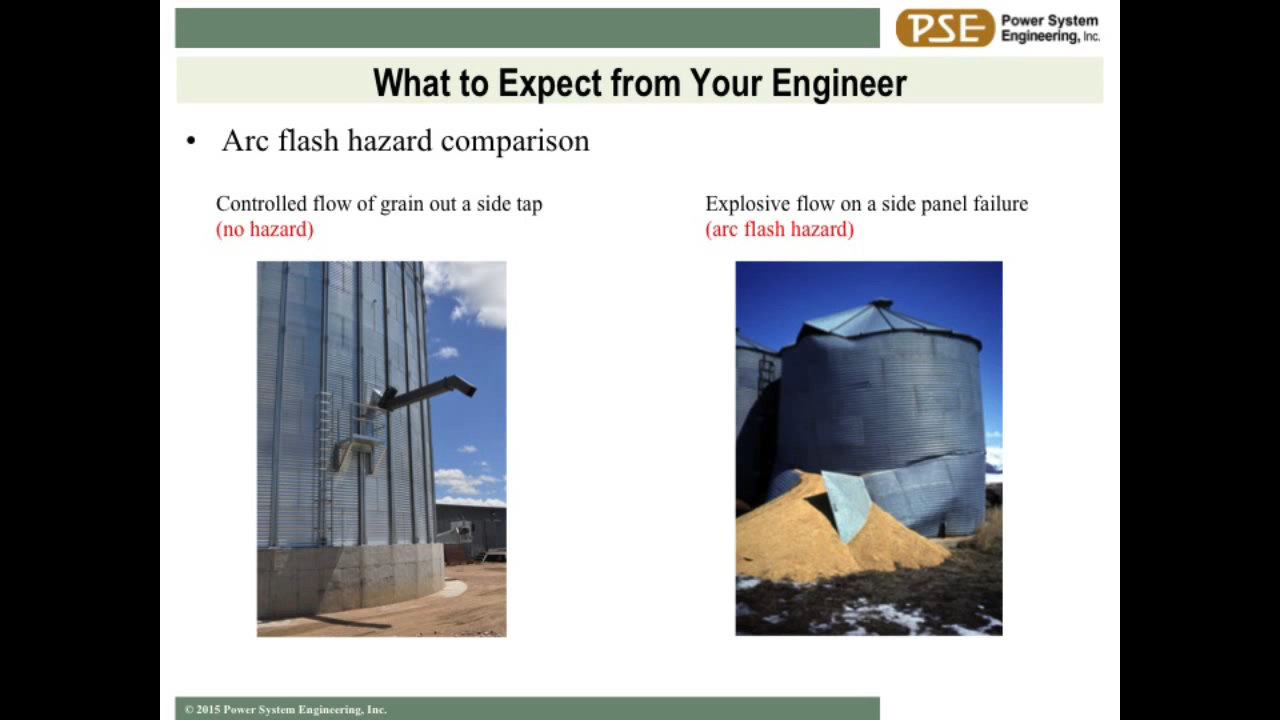 PSE Power System
Engineering, Inc.
What to Expect from Your Engineer
• Arc flash hazard comparison
Controlled flow of grain out a side tap
(no hazard)
Explosive flow on a side panel failure
(arc flash hazard)
© 2015 Power System Engineering, Inc.